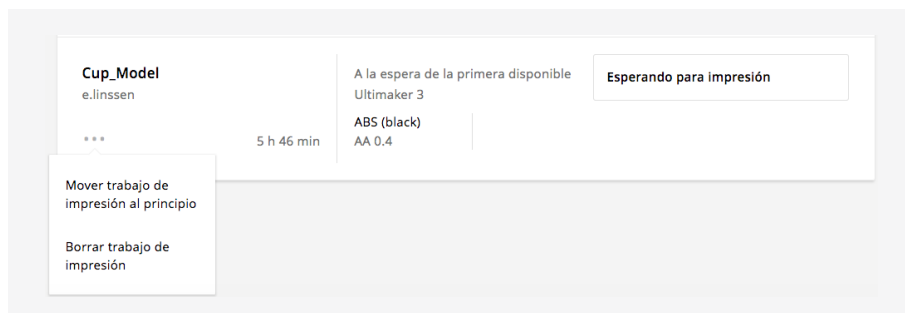 Cup_Model
e.linssen
5 h 46 min
A la espera de la primera disponible
Ultimaker 3
ABS (black)
AA 0.4
Esperando para impresión
Mover trabajo de
impresión al principio
Borrar trabajo de
impresión